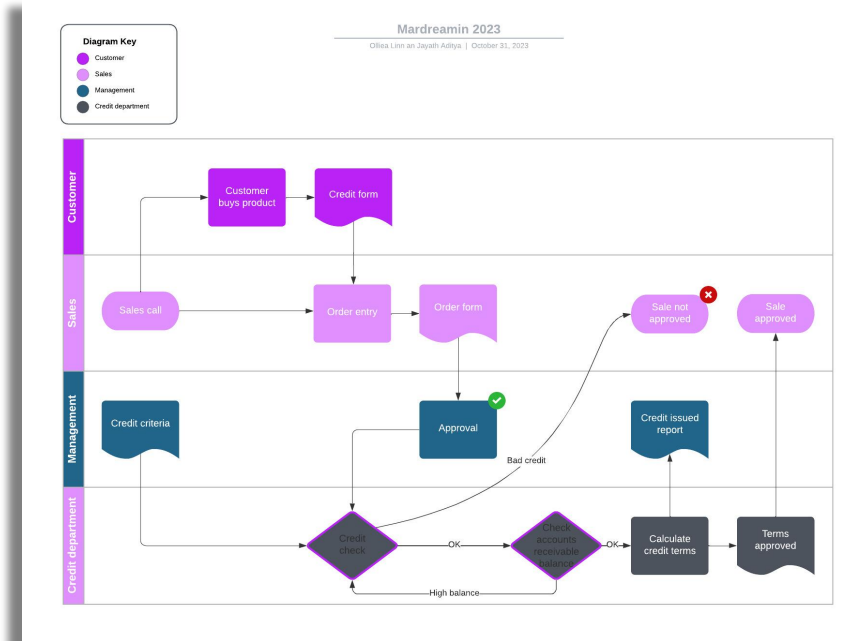 Mardreamin 2023
Olliea Linn an Jayath Aditya | October 31, 2023
Diagram Key
Customer
Sales
Management
Credit department
Customer
Customer
buys product
Credit form
Sales
Sales call
Order entry
Order form
Sale not
approved
Sale
approved
Management
Credit criteria
Approval
Credit issued
report
Bad credit
Credit department
Credit
check
OK
Check
accounts
receivable
balance
OK
Calculate
credit terms
Terms
approved
High balance